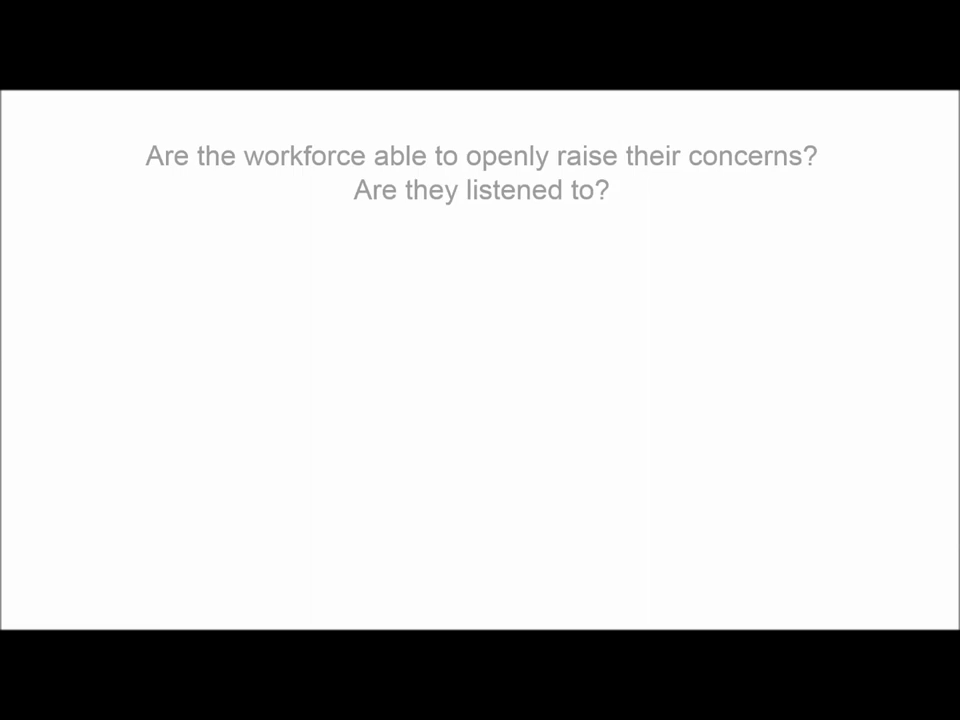 Are the workforce able to openly raise their concerns?
Are they listened to?